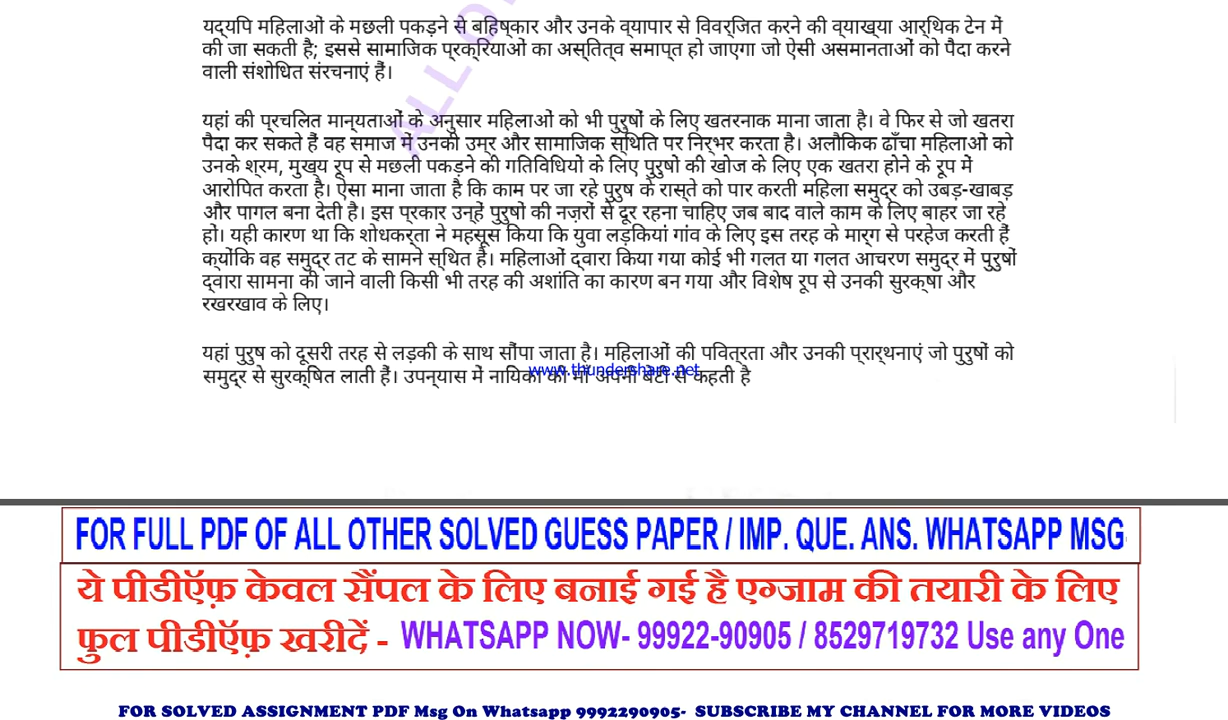 यद्यपि महिलाओं के मछली पकड़ने से बहिष्कार और उनके व्यापार से विवर्जित करने की व्याख्या आर्थिक टेन में
की जा सकती है; इससे सामाजिक प्रक्रियाओं का अस्तित्व समाप्त हो जाएगा जो ऐसी असमानताओं को पैदा करने
वाली संशोधित संरचनाएं हैं।
यहां की प्रचलित मान्यताओं के अनुसार महिलाओं को भी पुरुषों के लिए खतरनाक माना जाता है। वे फिर से जो खतरा
पैदा कर सकते हैं वह समाज में उनकी उम्र और सामाजिक स्थिति पर निर्भर करता है। अलौकिक ढाँचा महिलाओं को
उनके श्रम, मुख्य रूप से मछली पकड़ने की गतिविधियों के लिए पुरुषों की खोज के लिए एक खतरा होने के रूप में
आरोपित करता है। ऐसा माना जाता है कि काम पर जा रहे पुरुष के रास्ते को पार करती महिला समुद्र को उबड़-खाबड़
और पागल बना देती है। इस प्रकार उन्हें पुरुषों की नज़रों से दूर रहना चाहिए जब बाद वाले काम के लिए बाहर जा रहे
हों। यही कारण था कि शोधकर्ता ने महसूस किया कि युवा लड़कियां गांव के लिए इस तरह के मार्ग से परहेज करती हैं
क्योंकि वह समुद्र तट के सामने स्थित है। महिलाओं द्वारा किया गया कोई भी गलत या गलत आचरण समुद्र में पुरुषों
द्वारा सामना की जाने वाली किसी भी तरह की अशांति का कारण बन गया और विशेष रूप से उनकी सुरक्षा और
रखरखाव के लिए।
यहां पुरुष को दूसरी तरह से लड़की के साथ सौंपा जाता है। महिलाओं की पवित्रता और उनकी प्रार्थनाएं जो पुरुषों को
समुद्र से सुरक्षित लाती हैं। उपन्यास में नायिका की माँ अपनी बेटी से कहती है
www.thundershare.net
FOR FULL PDF OF ALL OTHER SOLVED GUESS PAPER / IMP. QUE. ANS. WHATSAPP MSG
ये पीडीऍफ़ केवल सैंपल के लिए बनाई गई है एग्जाम की तयारी के लिए
फुल पीडीऍफ़ खरीदें - WHATSAPP NOW- 99922-90905 / 8529719732 Use any One
FOR SOLVED ASSIGNMENT PDF Msg On Whatsapp 9992290905- SUBSCRIBE MY CHANNEL FOR MORE VIDEOS